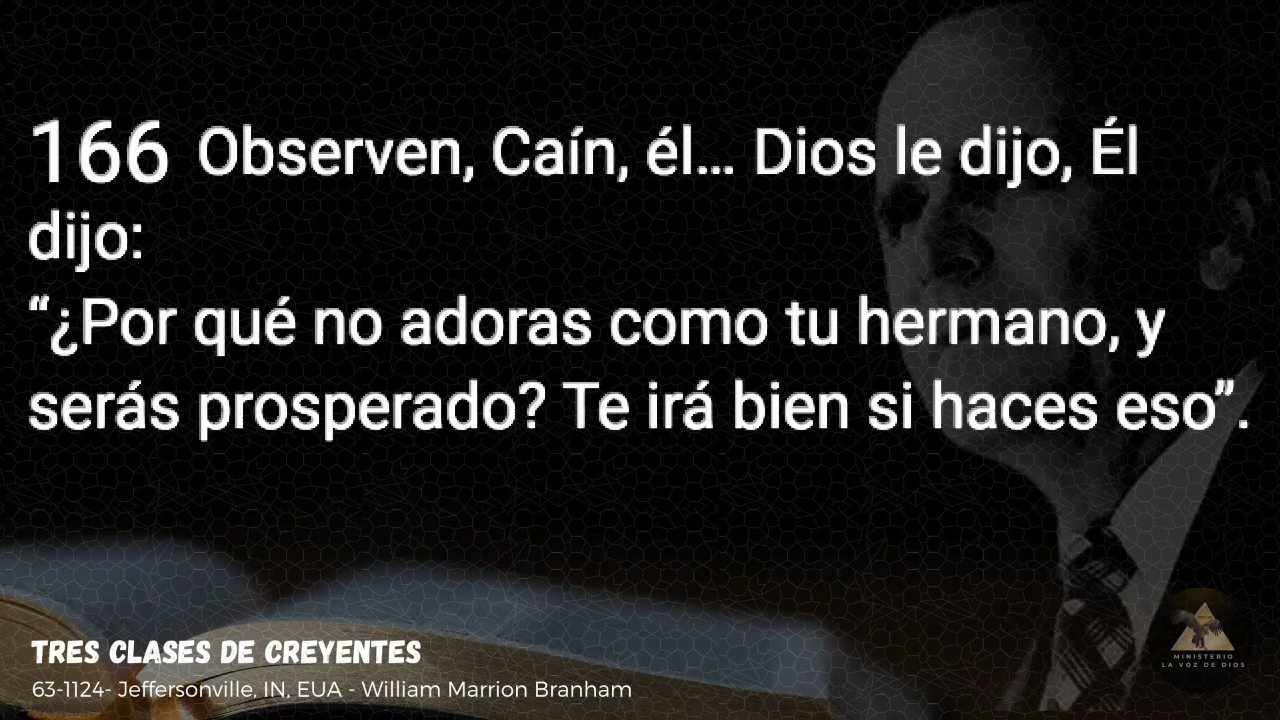 166 Observen, Caín, él... Dios le dijo, Él
dijo:
“¿Por qué no adoras como tu hermano, y
serás prosperado? Te irá bien si haces eso”.
TRES CLASES DE CREYENTES
63-1124- Jeffersonville, IN, EUA - William Marrion Branham
MINISTERIO
LA VOZ DE DIOS